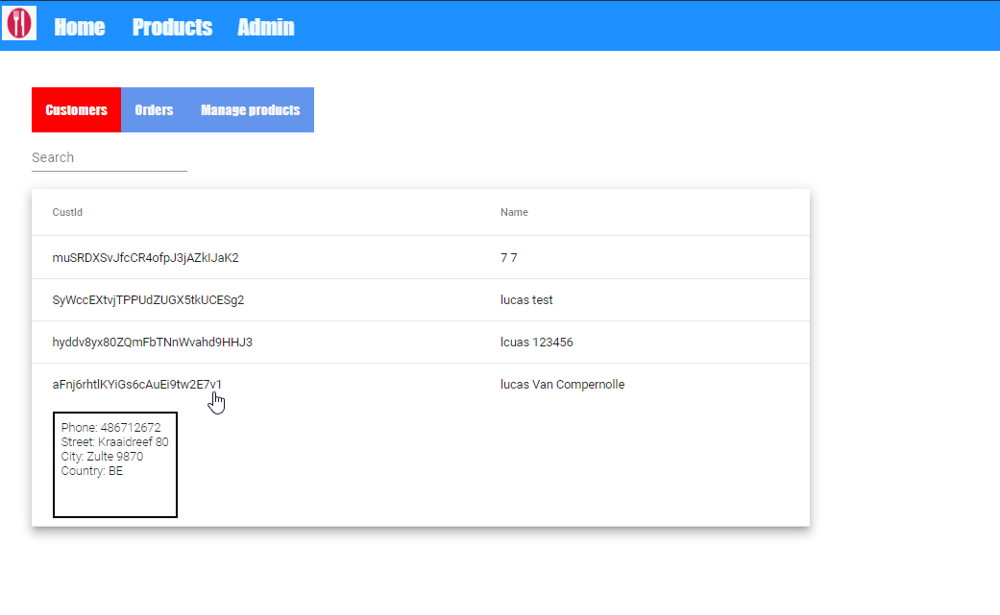 Home Products Admin
Customers Orders Manage products
Search
CustId Name
muSRDXSvJfcCR4ofpJ3jAZkIJaK2 7 7
SyWccEXtvjTPPUdZUGX5tkUCESg2 lucas test
hyddv8yx80ZQmFbTNnWvahd9HHJ3 lcuas 123456
aFnj6rhtlKYiGs6cAuEi9tw2E7v1 lucas Van Compernolle
Phone: 486712672
Street: Kraaidreef 80
City: Zulte 9870
Country: BE